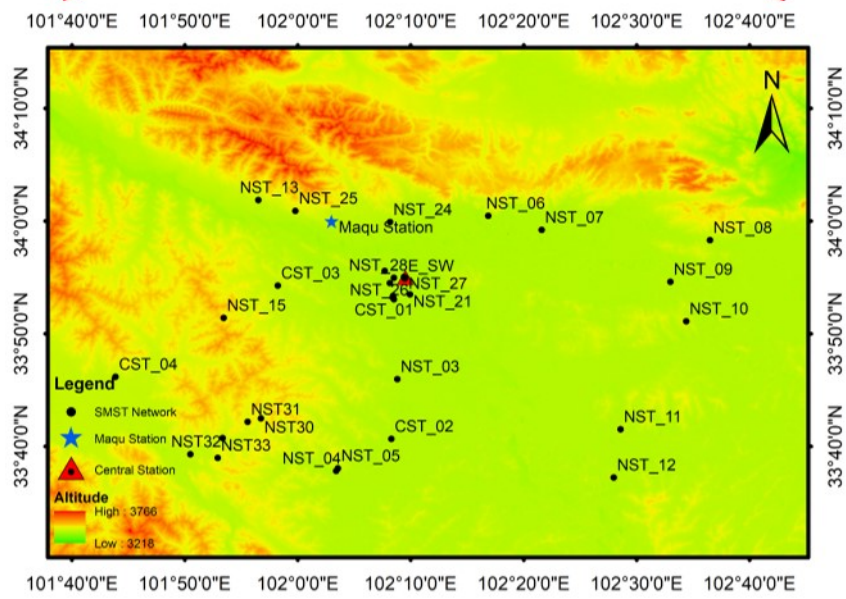 101°40'0"E 101°50'0"E 102°0'0"E 102°10'0"E 102°20'0"E 102°30'0"E 102°40'0"E
N
34°10'0"N 34°10'0"N
NST_13 NST_25
NST_24 NST_06
NST_07
Maqu Station
34°0'0"N 34°0'0"N
NST_08
NST_28E_SW
CST_03
NST_09
NST_27
NST_26
NST_21
NST_15
CST_01
NST_10
33°50'0"N 33°50'0"N
CST_04
NST_03
Legend
SMST Network
Maqu Station
Central Station
Altitude
High : 3766
Low : 3218
NST31
NST30
NST32 NST33
CST_02
NST_04 NST_05
NST_11
NST_12
33°40'0"N 33°40'0"N
101°40'0"E 101°50'0"E 102°0'0"E 102°10'0"E 102°20'0"E 102°30'0"E 102°40'0"E